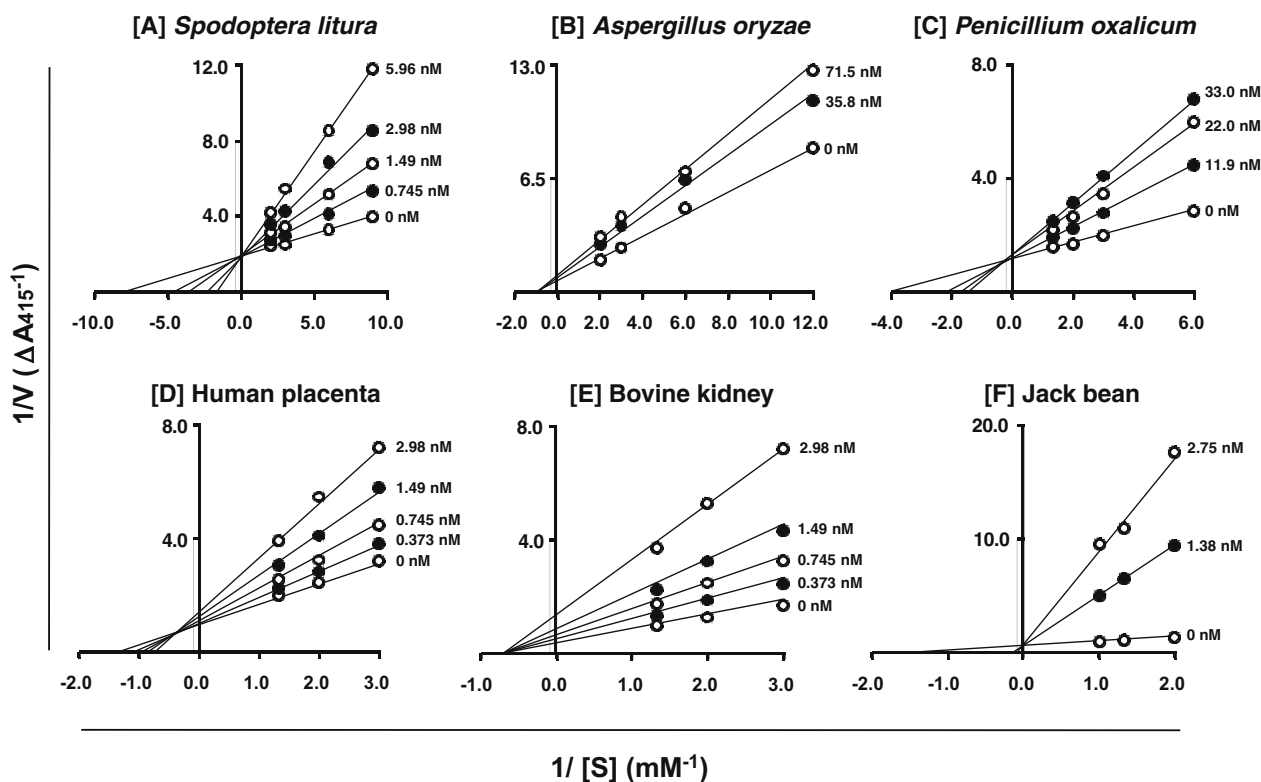 [A] Spodoptera litura
[B] Aspergillus oryzae
[C] Penicillium oxalicum
12.0
8.0
4.0
5.96 nM
2.98 nM
1.49 nM
0.745 nM
0 nM
-10.0 -5.0 0.0 5.0 10.0
13.0
6.5
71.5 nM
35.8 nM
0 nM
-2.0 0.0 2.0 4.0 6.0 8.0 10.0 12.0
8.0
4.0
33.0 nM
22.0 nM
11.9 nM
0 nM
-4.0 -2.0 0.0 2.0 4.0 6.0
1/V (ΔA415-1)
[D] Human placenta
[E] Bovine kidney
[F] Jack bean
8.0
4.0
2.98 nM
1.49 nM
0.745 nM
0.373 nM
0 nM
-2.0 -1.0 0.0 1.0 2.0 3.0
8.0
4.0
2.98 nM
1.49 nM
0.745 nM
0.373 nM
0 nM
-1.0 0.0 1.0 2.0 3.0
20.0
10.0
2.75 nM
1.38 nM
0 nM
-2.0 -1.0 0.0 1.0 2.0
1/ [S] (mM-1)